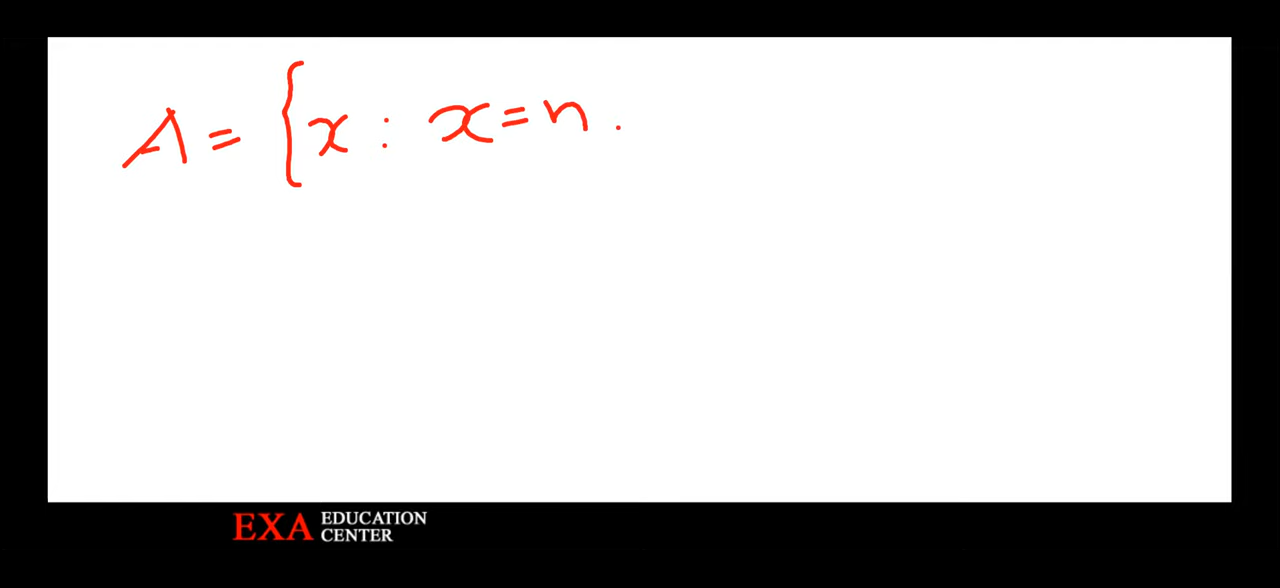 A = { x : x = n .
EXA EDUCATION
CENTER